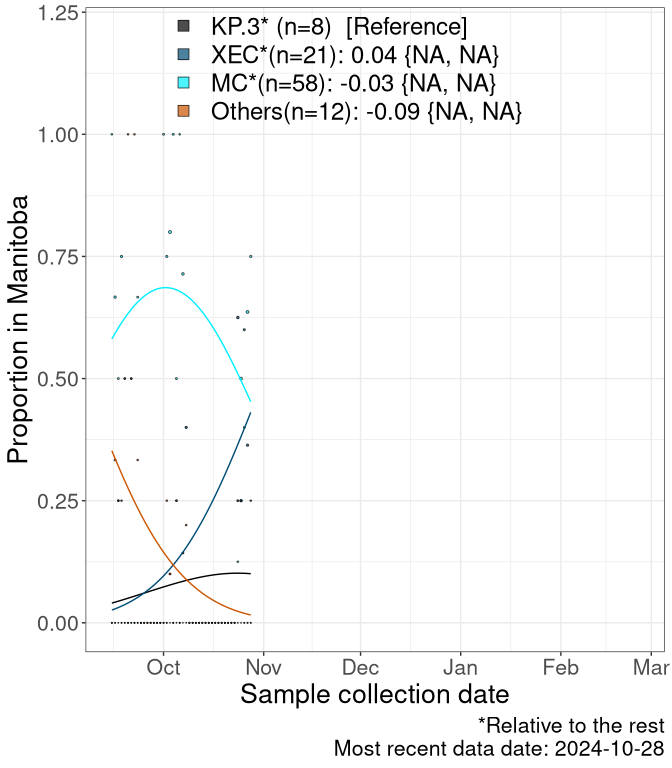 1.25
KP.3* (n=8)  [Reference]
XEC*(n=21): 0.04 {NA, NA}
MC*(n=58): -0.03 {NA, NA}
Others(n=12): -0.09 {NA, NA}
1.00
0.75
0.50
0.25
0.00
Proportion in Manitoba
Oct Nov Dec Jan Feb Mar
Sample collection date
*Relative to the rest
Most recent data date: 2024-10-28